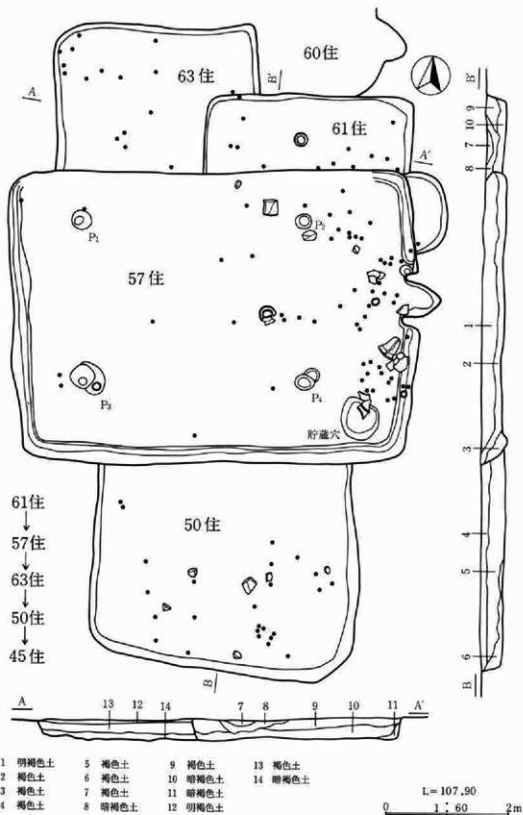 60住
63住
A
B'
61住
A'
B'
9
10
7
8
P₁
P₂
57住
1
2
P₃
P₄
貯蔵穴
3
61住
↓
57住
↓
63住
↓
50住
↓
45住
50住
4
5
6
B
B
A
13 12 14 7 8 9 10 11
A'
1 明褐色土 5 褐色土 9 褐色土 13 褐色土
2 褐色土 6 褐色土 10 暗褐色土 14 暗褐色土
3 褐色土 7 褐色土 11 暗褐色土
4 褐色土 8 暗褐色土 12 明褐色土
L=107.90
0 1:60 2m